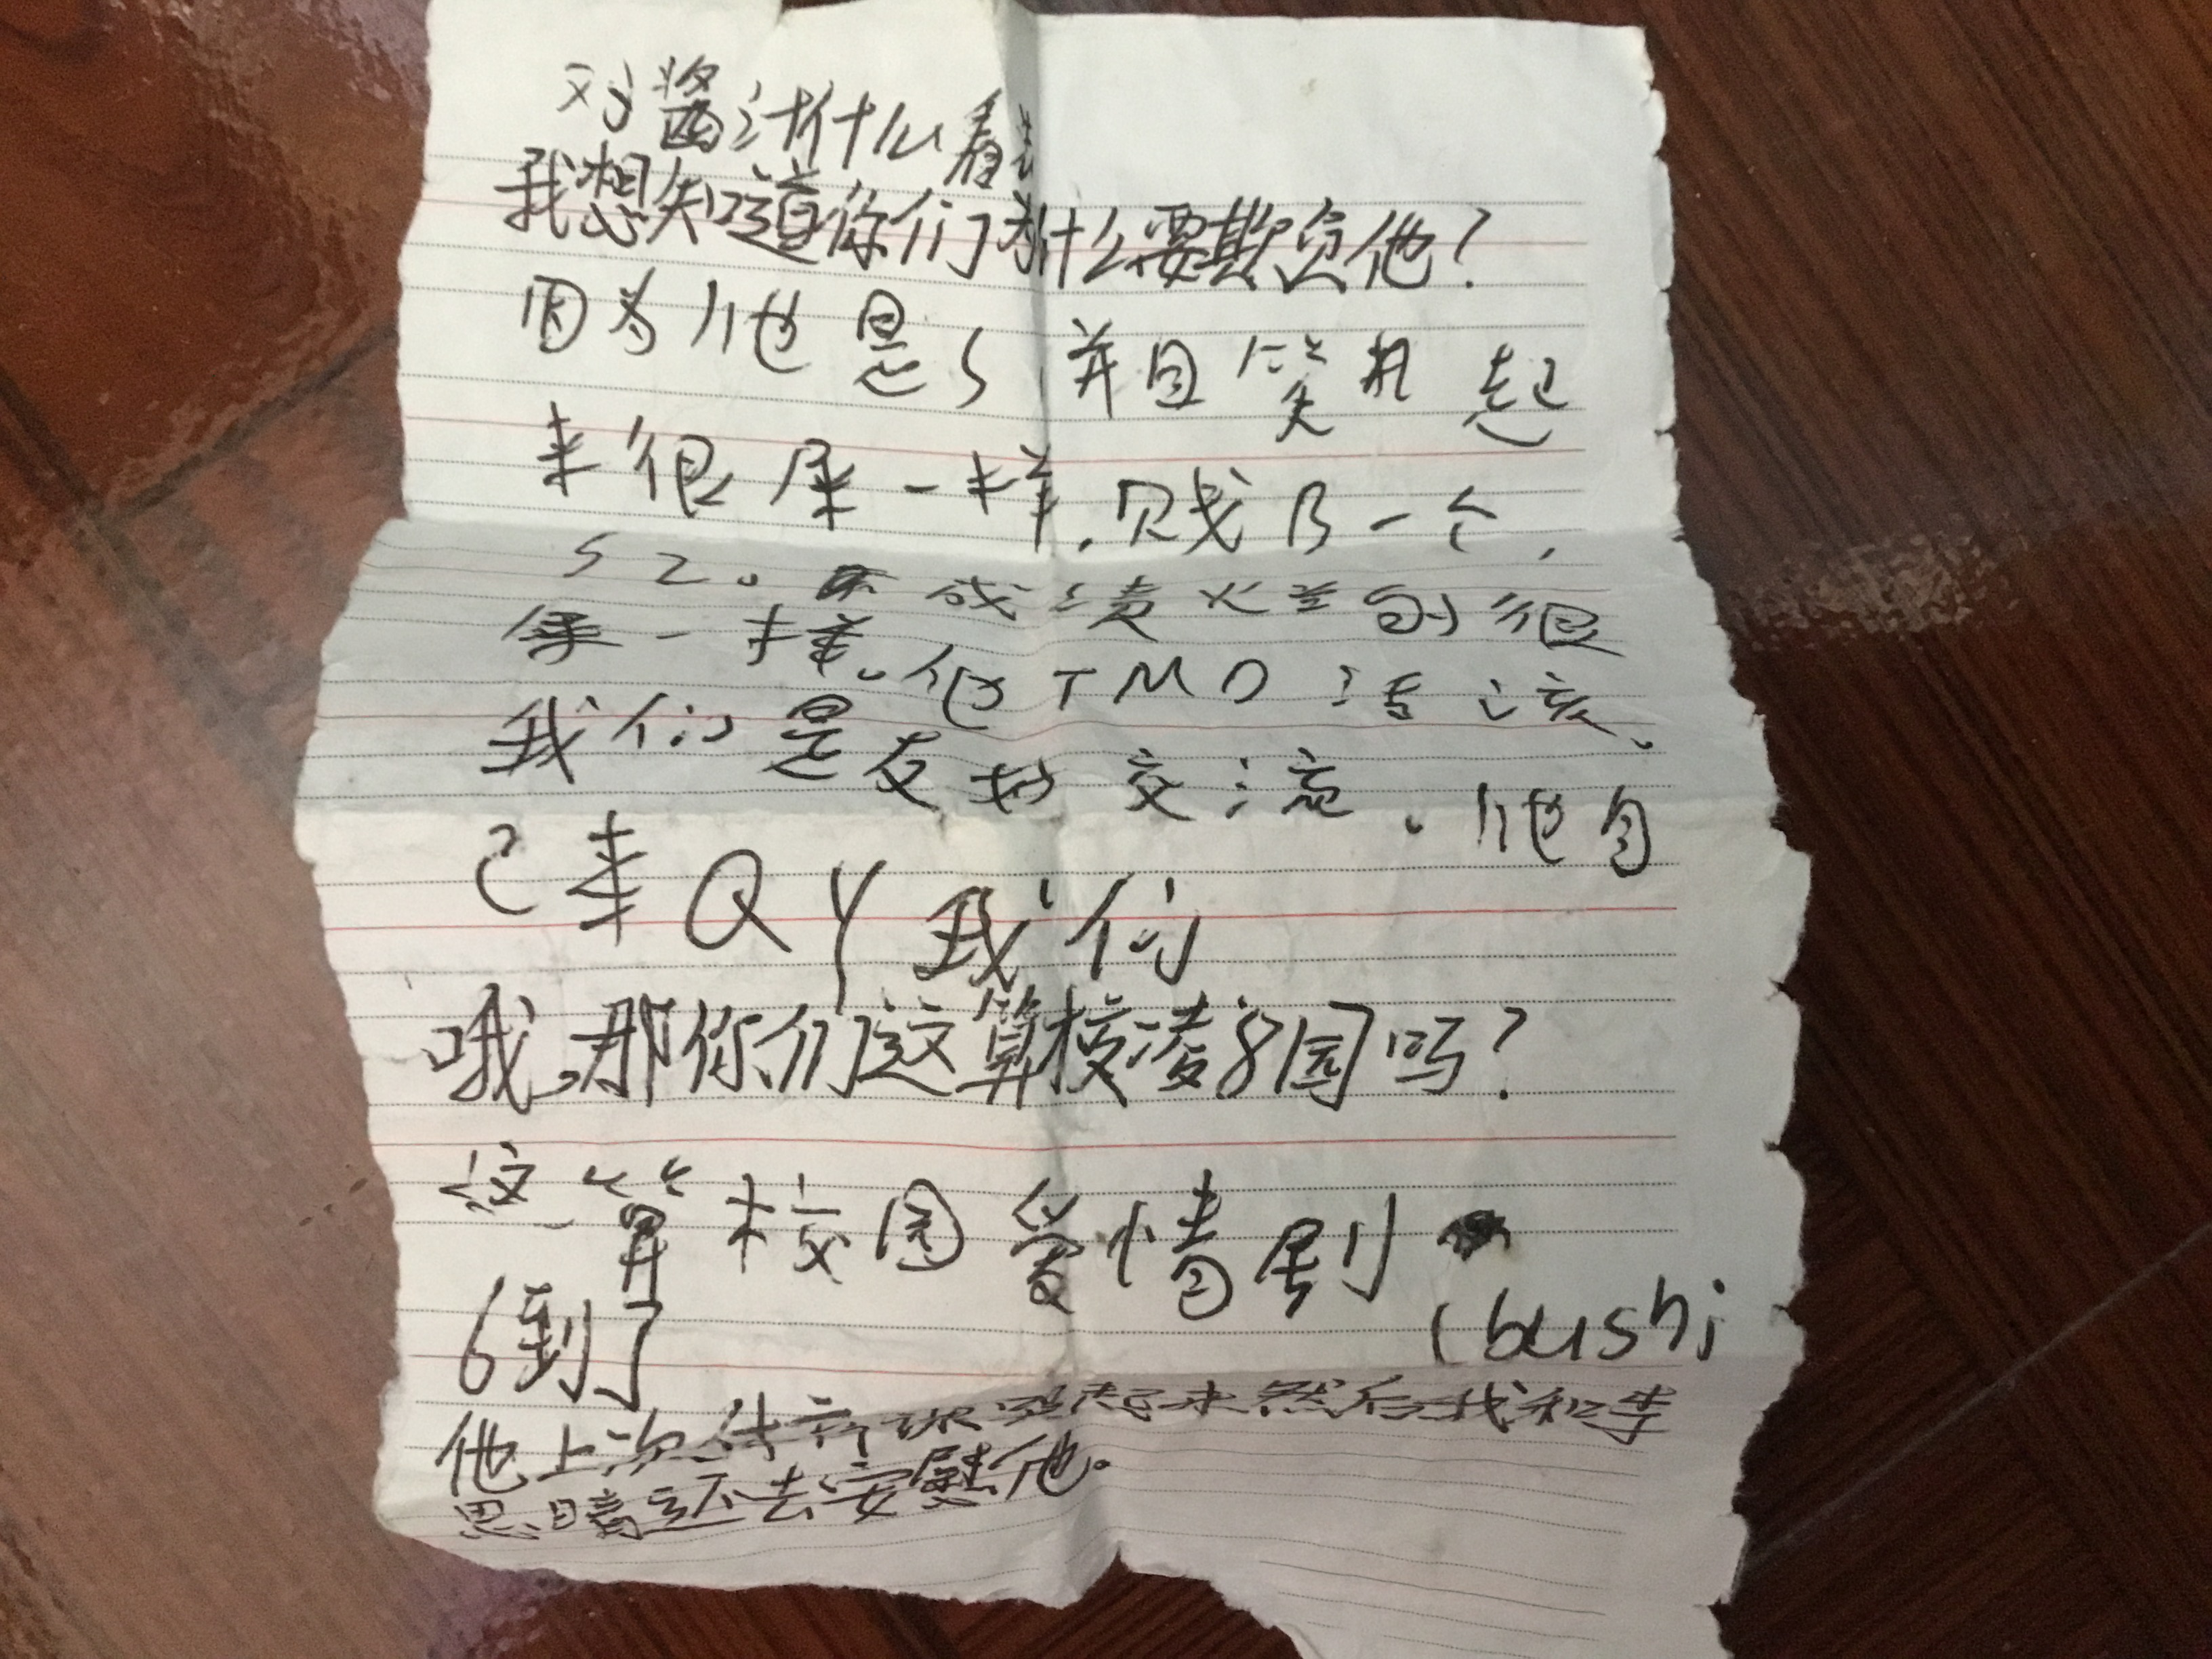 对酱汁什么看法
我想知道你们为什么要欺负他?
因为他是S 并且笑起
来很屎一样.贱B一个,
SZ。成绩差的很
屎一样。他TMD活该。
我们是友好交流.他自
己来QY我们
哦,那你们这算校凌园吗?
这算校园爱情剧
(bushi
6到了
他上次体育课哭起来然后我和李
思晴还去安慰他。